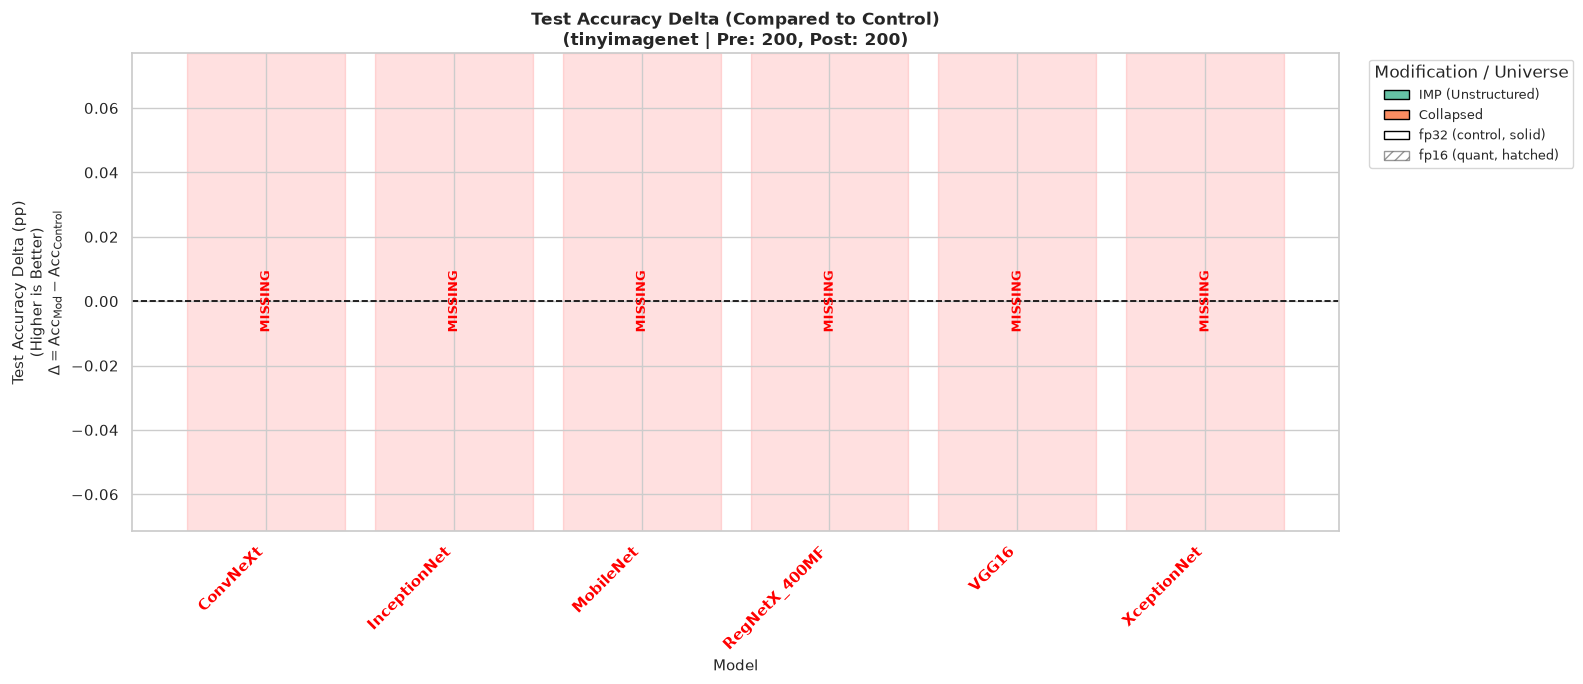 Test Accuracy Delta (Compared to Control)
(tinyimagenet | Pre: 200, Post: 200)
Test Accuracy Delta (pp)
(Higher is Better)
Δ = Acc_Mod − Acc_Control
0.06
0.04
0.02
0.00
−0.02
−0.04
−0.06
MISSING
MISSING
MISSING
MISSING
MISSING
MISSING
ConvNeXt
InceptionNet
MobileNet
RegNetX_400MF
VGG16
XceptionNet
Model
Modification / Universe
IMP (Unstructured)
Collapsed
fp32 (control, solid)
fp16 (quant, hatched)